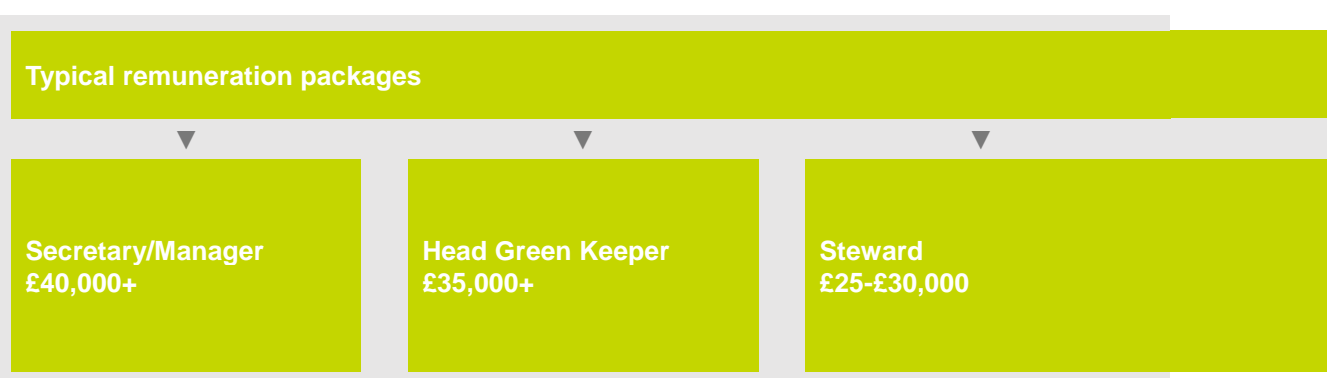 Typical remuneration packages
Secretary/Manager
£40,000+
Head Green Keeper
£35,000+
Steward
£25-£30,000